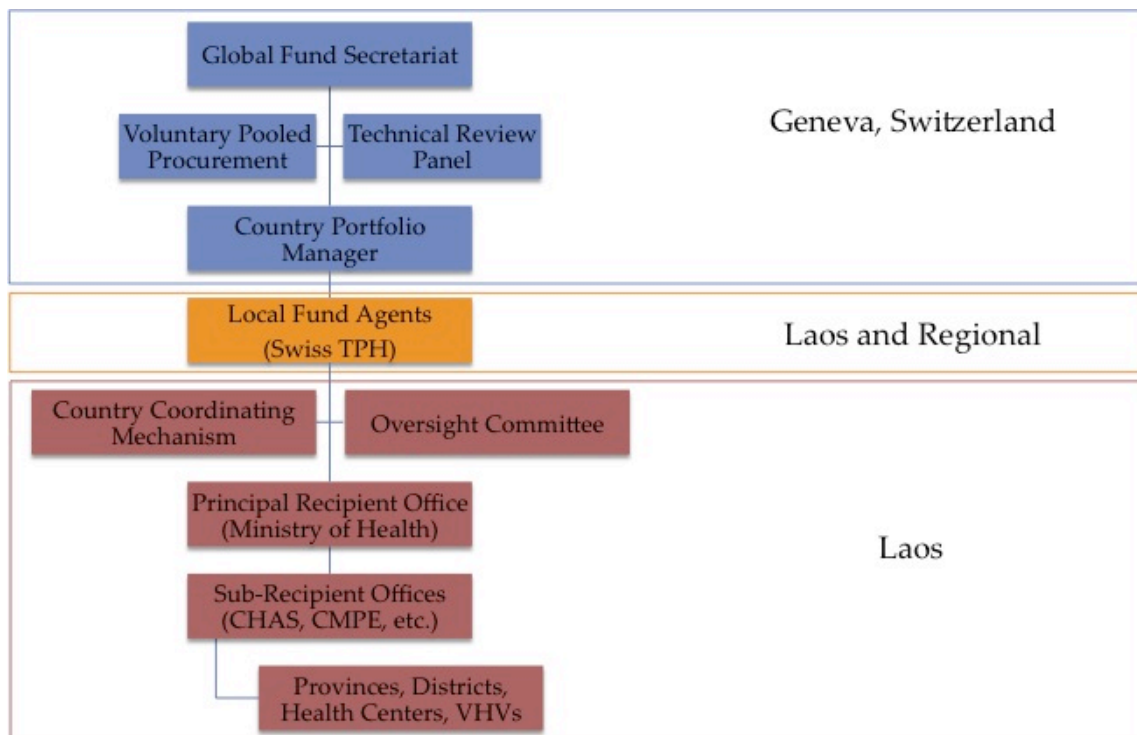 Global Fund Secretariat
Geneva, Switzerland
Voluntary Pooled
Procurement
Technical Review
Panel
Country Portfolio
Manager
Local Fund Agents
(Swiss TPH)
Laos and Regional
Country Coordinating
Mechanism
Oversight Committee
Principal Recipient Office
(Ministry of Health)
Laos
Sub-Recipient Offices
(CHAS, CMPE, etc.)
Provinces, Districts,
Health Centers, VHVs